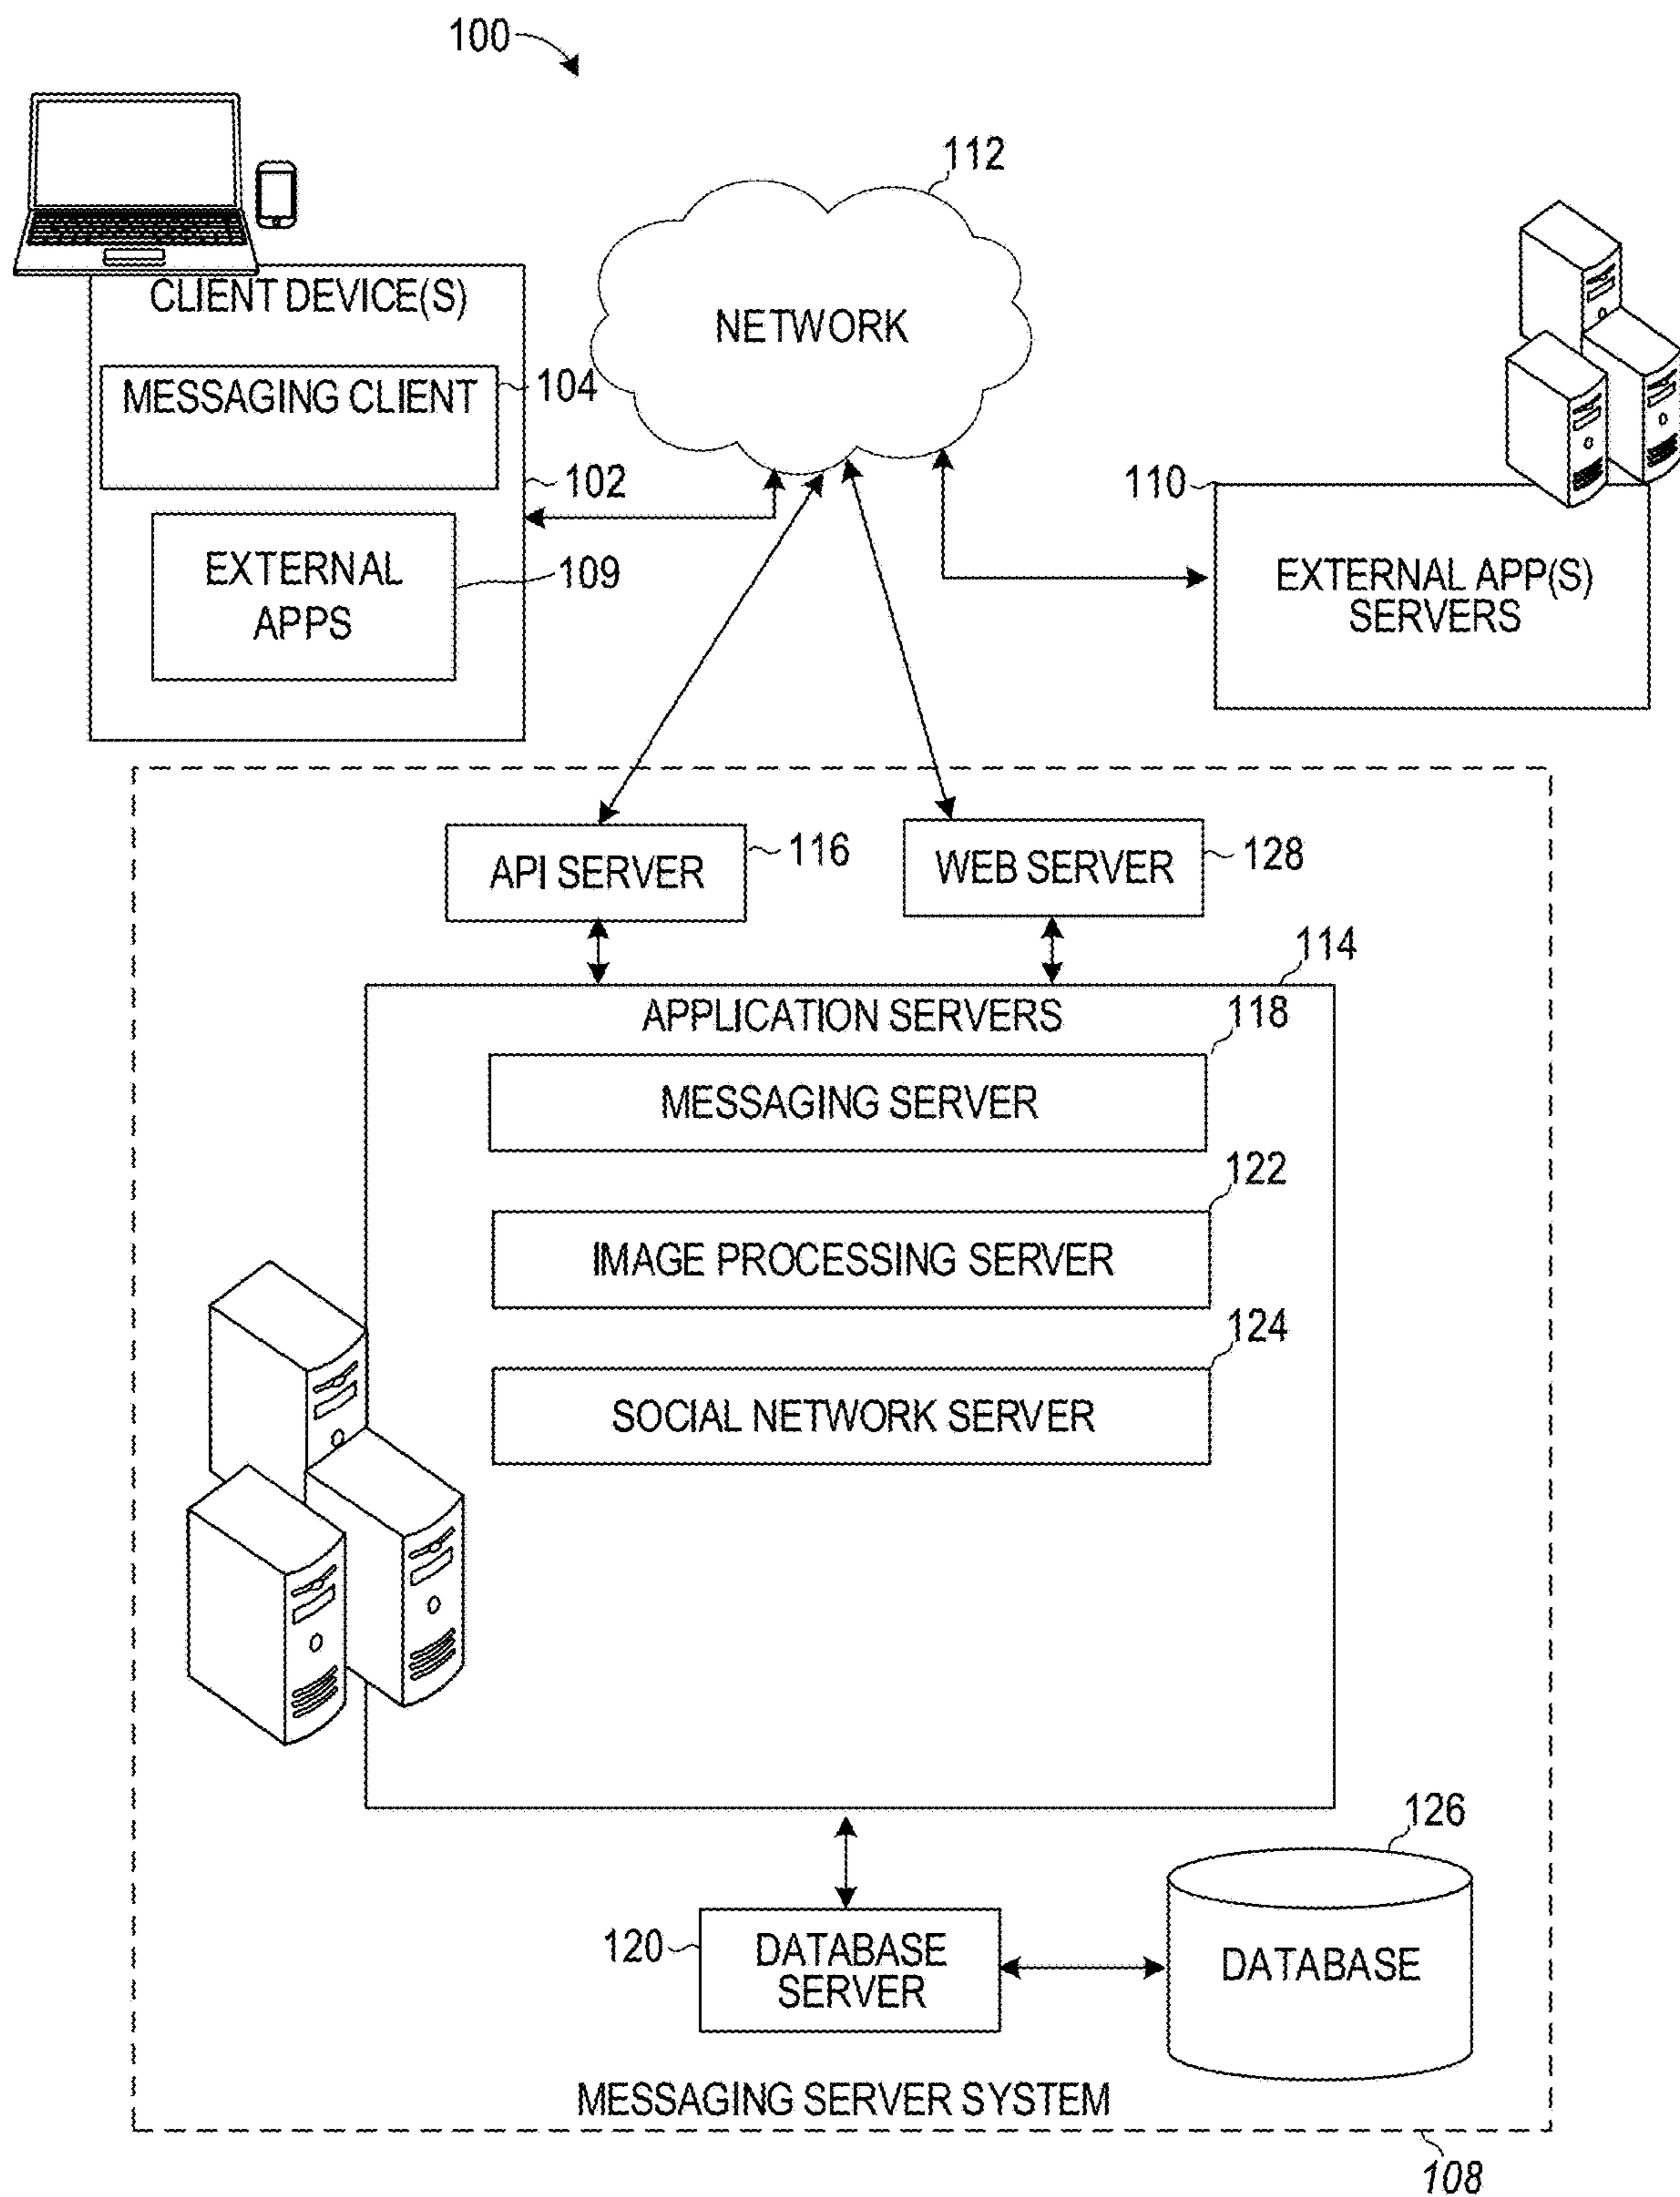 100
112
CLIENT DEVICE(S)
NETWORK
MESSAGING CLIENT
104
102
110
EXTERNAL
APPS
109
EXTERNAL APP(S)
SERVERS
API SERVER
116
WEB SERVER
128
114
APPLICATION SERVERS
118
MESSAGING SERVER
122
IMAGE PROCESSING SERVER
124
SOCIAL NETWORK SERVER
126
120
DATABASE
SERVER
DATABASE
MESSAGING SERVER SYSTEM
108